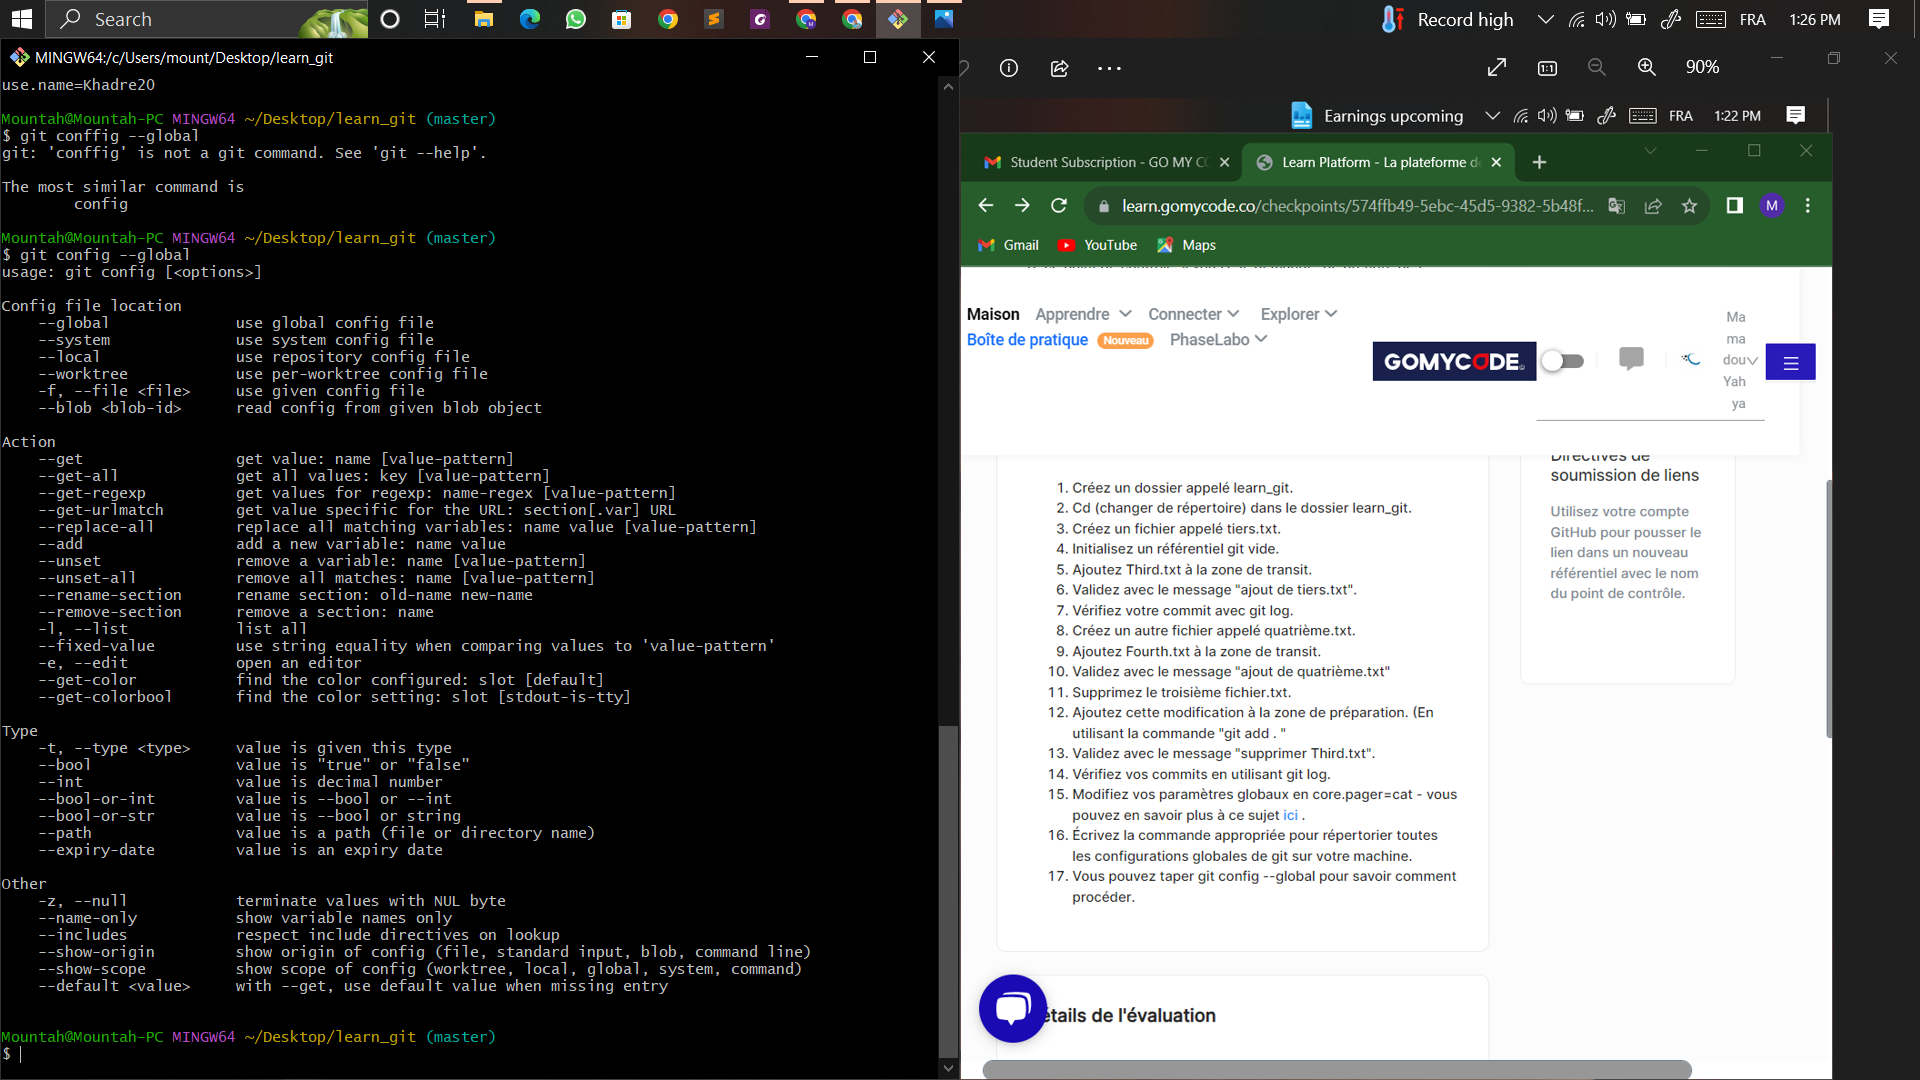 Search
Record high
FRA
1:26 PM
MINGW64:/c/Users/mount/Desktop/learn_git
use.name=Khadre20
Mountah@Mountah-PC MINGW64 ~/Desktop/learn_git (master)
$ git conffig --global
git: 'conffig' is not a git command. See 'git --help'.
The most similar command is
config
Mountah@Mountah-PC MINGW64 ~/Desktop/learn_git (master)
$ git config --global
usage: git config [<options>]
Config file location
--global use global config file
--system use system config file
--local use repository config file
--worktree use per-worktree config file
-f, --file <file> use given config file
--blob <blob-id> read config from given blob object
Action
--get get value: name [value-pattern]
--get-all get all values: key [value-pattern]
--get-regexp get values for regexp: name-regex [value-pattern]
--get-urlmatch get value specific for the URL: section[.var] URL
--replace-all replace all matching variables: name value [value-pattern]
--add add a new variable: name value
--unset remove a variable: name [value-pattern]
--unset-all remove all matches: name [value-pattern]
--rename-section rename section: old-name new-name
--remove-section remove a section: name
-l, --list list all
--fixed-value use string equality when comparing values to 'value-pattern'
-e, --edit open an editor
--get-color find the color configured: slot [default]
--get-colorbool find the color setting: slot [stdout-is-tty]
Type
-t, --type <type> value is given this type
--bool value is "true" or "false"
--int value is decimal number
--bool-or-int value is --bool or --int
--bool-or-str value is --bool or string
--path value is a path (file or directory name)
--expiry-date value is an expiry date
Other
-z, --null terminate values with NUL byte
--name-only show variable names only
--includes respect include directives on lookup
--show-origin show origin of config (file, standard input, blob, command line)
--show-scope show scope of config (worktree, local, global, system, command)
--default <value> with --get, use default value when missing entry
Mountah@Mountah-PC MINGW64 ~/Desktop/learn_git (master)
$
1:1
90%
Earnings upcoming
FRA
1:22 PM
Student Subscription - GO MY CO
Learn Platform - La plateforme d
learn.gomycode.co/checkpoints/574ffb49-5ebc-45d5-9382-5b48f...
M
Gmail
YouTube
Maps
Maison Apprendre Connecter Explorer
Boîte de pratique Nouveau PhaseLabo
GOMYCODE
Ma
ma
dou
Yah
ya
1. Créez un dossier appelé learn_git.
2. Cd (changer de répertoire) dans le dossier learn_git.
3. Créez un fichier appelé tiers.txt.
4. Initialisez un référentiel git vide.
5. Ajoutez Third.txt à la zone de transit.
6. Validez avec le message "ajout de tiers.txt".
7. Vérifiez votre commit avec git log.
8. Créez un autre fichier appelé quatrième.txt.
9. Ajoutez Fourth.txt à la zone de transit.
10. Validez avec le message "ajout de quatrième.txt"
11. Supprimez le troisième fichier.txt.
12. Ajoutez cette modification à la zone de préparation. (En
utilisant la commande "git add . "
13. Validez avec le message "supprimer Third.txt".
14. Vérifiez vos commits en utilisant git log.
15. Modifiez vos paramètres globaux en core.pager=cat - vous
pouvez en savoir plus à ce sujet ici .
16. Écrivez la commande appropriée pour répertorier toutes
les configurations globales de git sur votre machine.
17. Vous pouvez taper git config --global pour savoir comment
procéder.
Directives de
soumission de liens
Utilisez votre compte
GitHub pour pousser le
lien dans un nouveau
référentiel avec le nom
du point de contrôle.
étails de l'évaluation